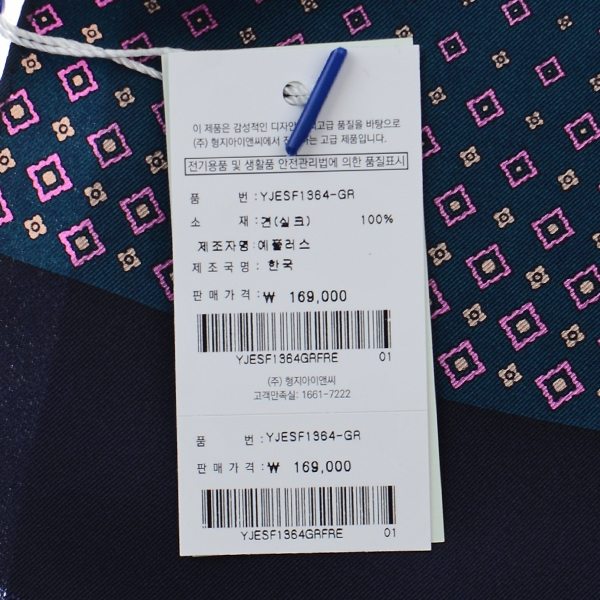 이 제품은 감성적인 디자인 고급 품질을 바탕으로
(주) 형지아이앤씨에서 는 고급 제품입니다.
전기용품 및 생활품 안전관리법에 의한 품질표시
품 번 : YJESF1364-GR
소 재 : 견(실크) 100%
제조자명 : 예플러스
제조국명 : 한국
판매가격 : ₩ 169,000
YJESF1364GRFRE 01
(주) 형지아이앤씨
고객만족실: 1661-7222
품 번 : YJESF1364-GR
판매가격 : ₩ 169,000
YJESF1364GRFRE 01